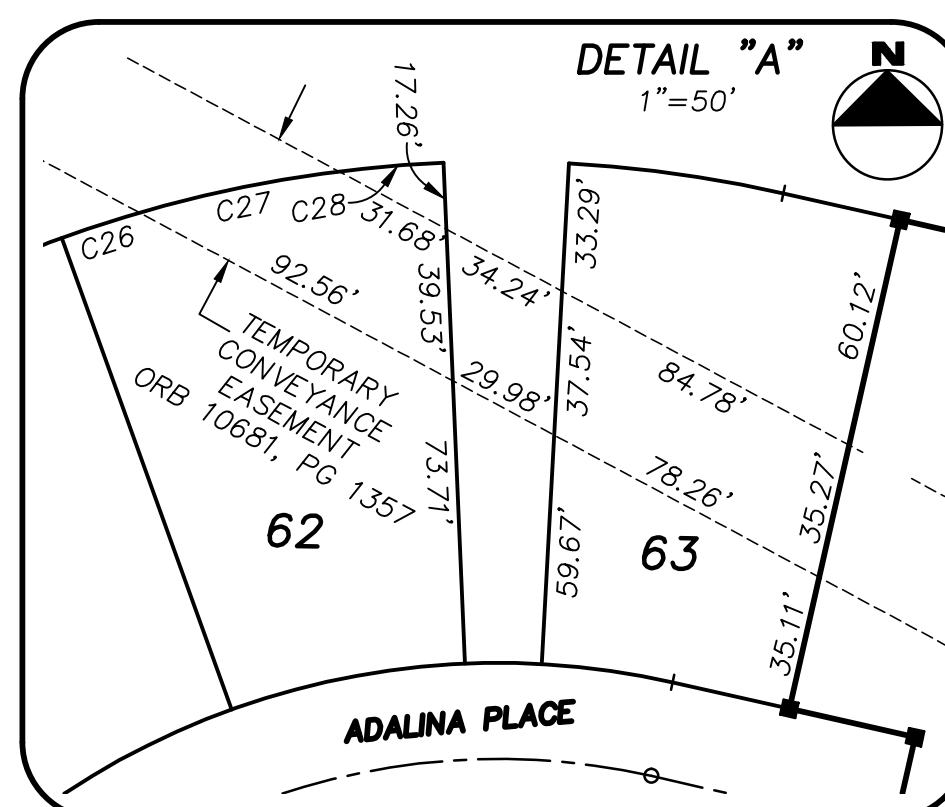 DETAIL "A"
1"=50'
N
17.26'
C26
C27
C28
31.68'
92.56'
39.53'
34.24'
29.98'
33.29'
37.54'
84.78'
60.12'
TEMPORARY
CONVEYANCE
EASEMENT
ORB 10681, PG 1357
73.71'
78.26'
35.27'
62
63
59.67'
35.11'
ADALINA PLACE